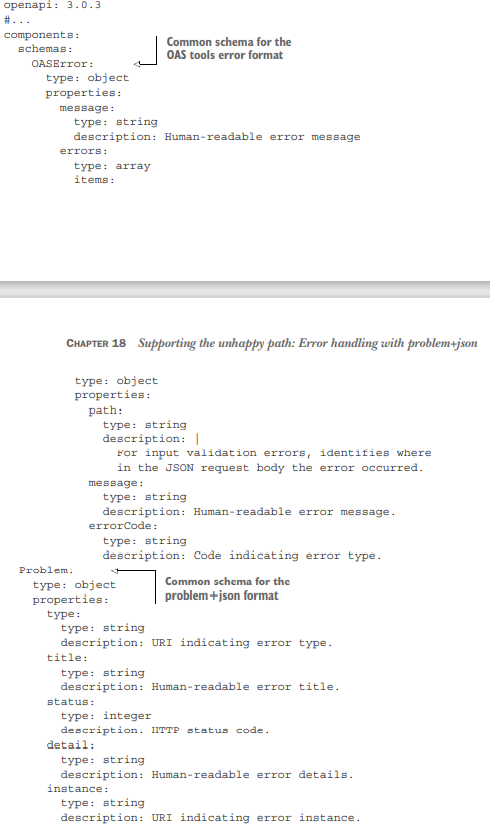 openapi: 3.0.3
#...
components:
  schemas:
    OASError:
Common schema for the
OAS tools error format
      type: object
      properties:
        message:
          type: string
          description: Human-readable error message
        errors:
          type: array
          items:
CHAPTER 18 Supporting the unhappy path: Error handling with problem+json
            type: object
            properties:
              path:
                type: string
                description: |
                  For input validation errors, identifies where
                  in the JSON request body the error occurred.
              message:
                type: string
                description: Human-readable error message.
              errorCode:
                type: string
                description: Code indicating error type.
    Problem:
Common schema for the
problem+json format
      type: object
      properties:
        type:
          type: string
          description: URI indicating error type.
        title:
          type: string
          description: Human-readable error title.
        status:
          type: integer
          description: HTTP status code.
        detail:
          type: string
          description: Human-readable error details.
        instance:
          type: string
          description: URI indicating error instance.